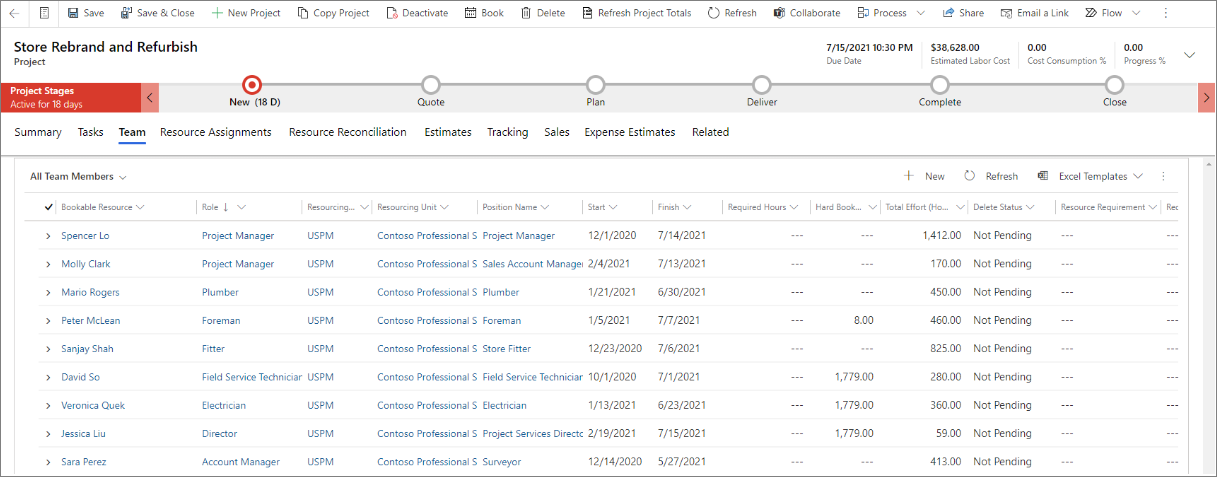 Save Save & Close New Project Copy Project Deactivate Book Delete Refresh Project Totals Refresh Collaborate Process Share Email a Link Flow
Store Rebrand and Refurbish
Project
7/15/2021 10:30 PM $38,628.00 0.00 0.00
Due Date Estimated Labor Cost Cost Consumption % Progress %
Project Stages
Active for 18 days
New (18 D) Quote Plan Deliver Complete Close
Summary Tasks Team Resource Assignments Resource Reconciliation Estimates Tracking Sales Expense Estimates Related
All Team Members New Refresh Excel Templates
Bookable Resource Role Resourcing... Resourcing Unit Position Name Start Finish Required Hours Hard Book... Total Effort (Ho... Delete Status Resource Requirement Rec
Spencer Lo Project Manager USPM Contoso Professional S Project Manager 12/1/2020 7/14/2021 --- --- 1,412.00 Not Pending --- ---
Molly Clark Project Manager USPM Contoso Professional S Sales Account Manager 2/4/2021 7/13/2021 --- --- 170.00 Not Pending --- ---
Mario Rogers Plumber USPM Contoso Professional S Plumber 1/21/2021 6/30/2021 --- --- 450.00 Not Pending --- ---
Peter McLean Foreman USPM Contoso Professional S Foreman 1/5/2021 7/7/2021 --- 8.00 460.00 Not Pending --- ---
Sanjay Shah Fitter USPM Contoso Professional S Store Fitter 12/23/2020 7/6/2021 --- --- 825.00 Not Pending --- ---
David So Field Service Technician USPM Contoso Professional S Field Service Technician 10/1/2020 7/1/2021 --- 1,779.00 280.00 Not Pending --- ---
Veronica Quek Electrician USPM Contoso Professional S Electrician 1/13/2021 6/23/2021 --- 1,779.00 360.00 Not Pending --- ---
Jessica Liu Director USPM Contoso Professional S Project Services Directo 2/19/2021 7/15/2021 --- 1,779.00 59.00 Not Pending --- ---
Sara Perez Account Manager USPM Contoso Professional S Surveyor 12/14/2020 5/27/2021 --- --- 413.00 Not Pending --- ---